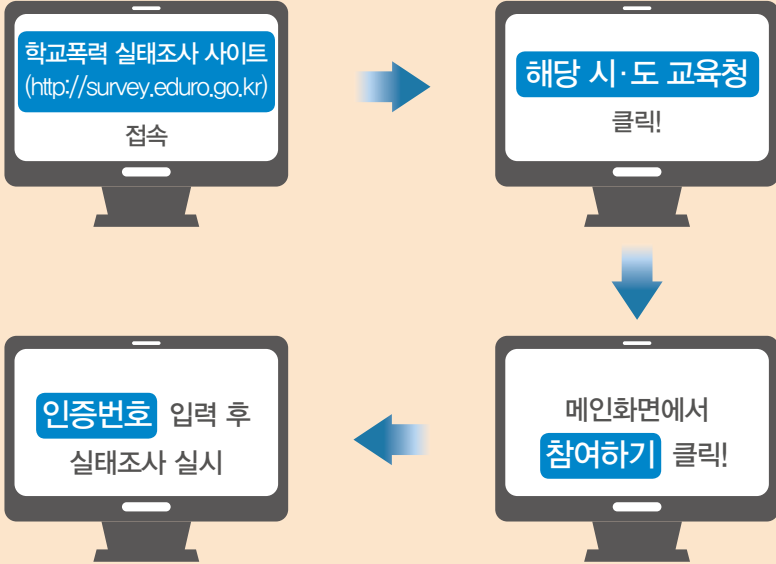 학교폭력 실태조사 사이트
(http://survey.eduro.go.kr)
접속
해당 시·도 교육청
클릭!
메인화면에서
참여하기 클릭!
인증번호 입력 후
실태조사 실시